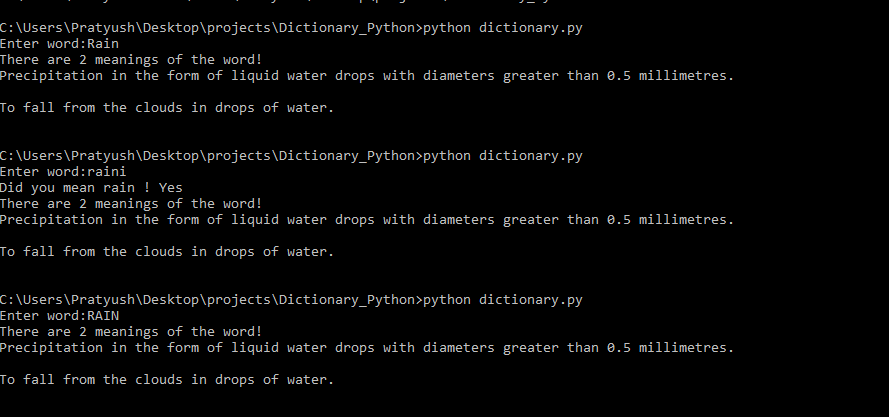 C:\Users\Pratyush\Desktop\projects\Dictionary_Python>python dictionary.py
Enter word:Rain
There are 2 meanings of the word!
Precipitation in the form of liquid water drops with diameters greater than 0.5 millimetres.
To fall from the clouds in drops of water.
C:\Users\Pratyush\Desktop\projects\Dictionary_Python>python dictionary.py
Enter word:raini
Did you mean rain ! Yes
There are 2 meanings of the word!
Precipitation in the form of liquid water drops with diameters greater than 0.5 millimetres.
To fall from the clouds in drops of water.
C:\Users\Pratyush\Desktop\projects\Dictionary_Python>python dictionary.py
Enter word:RAIN
There are 2 meanings of the word!
Precipitation in the form of liquid water drops with diameters greater than 0.5 millimetres.
To fall from the clouds in drops of water.